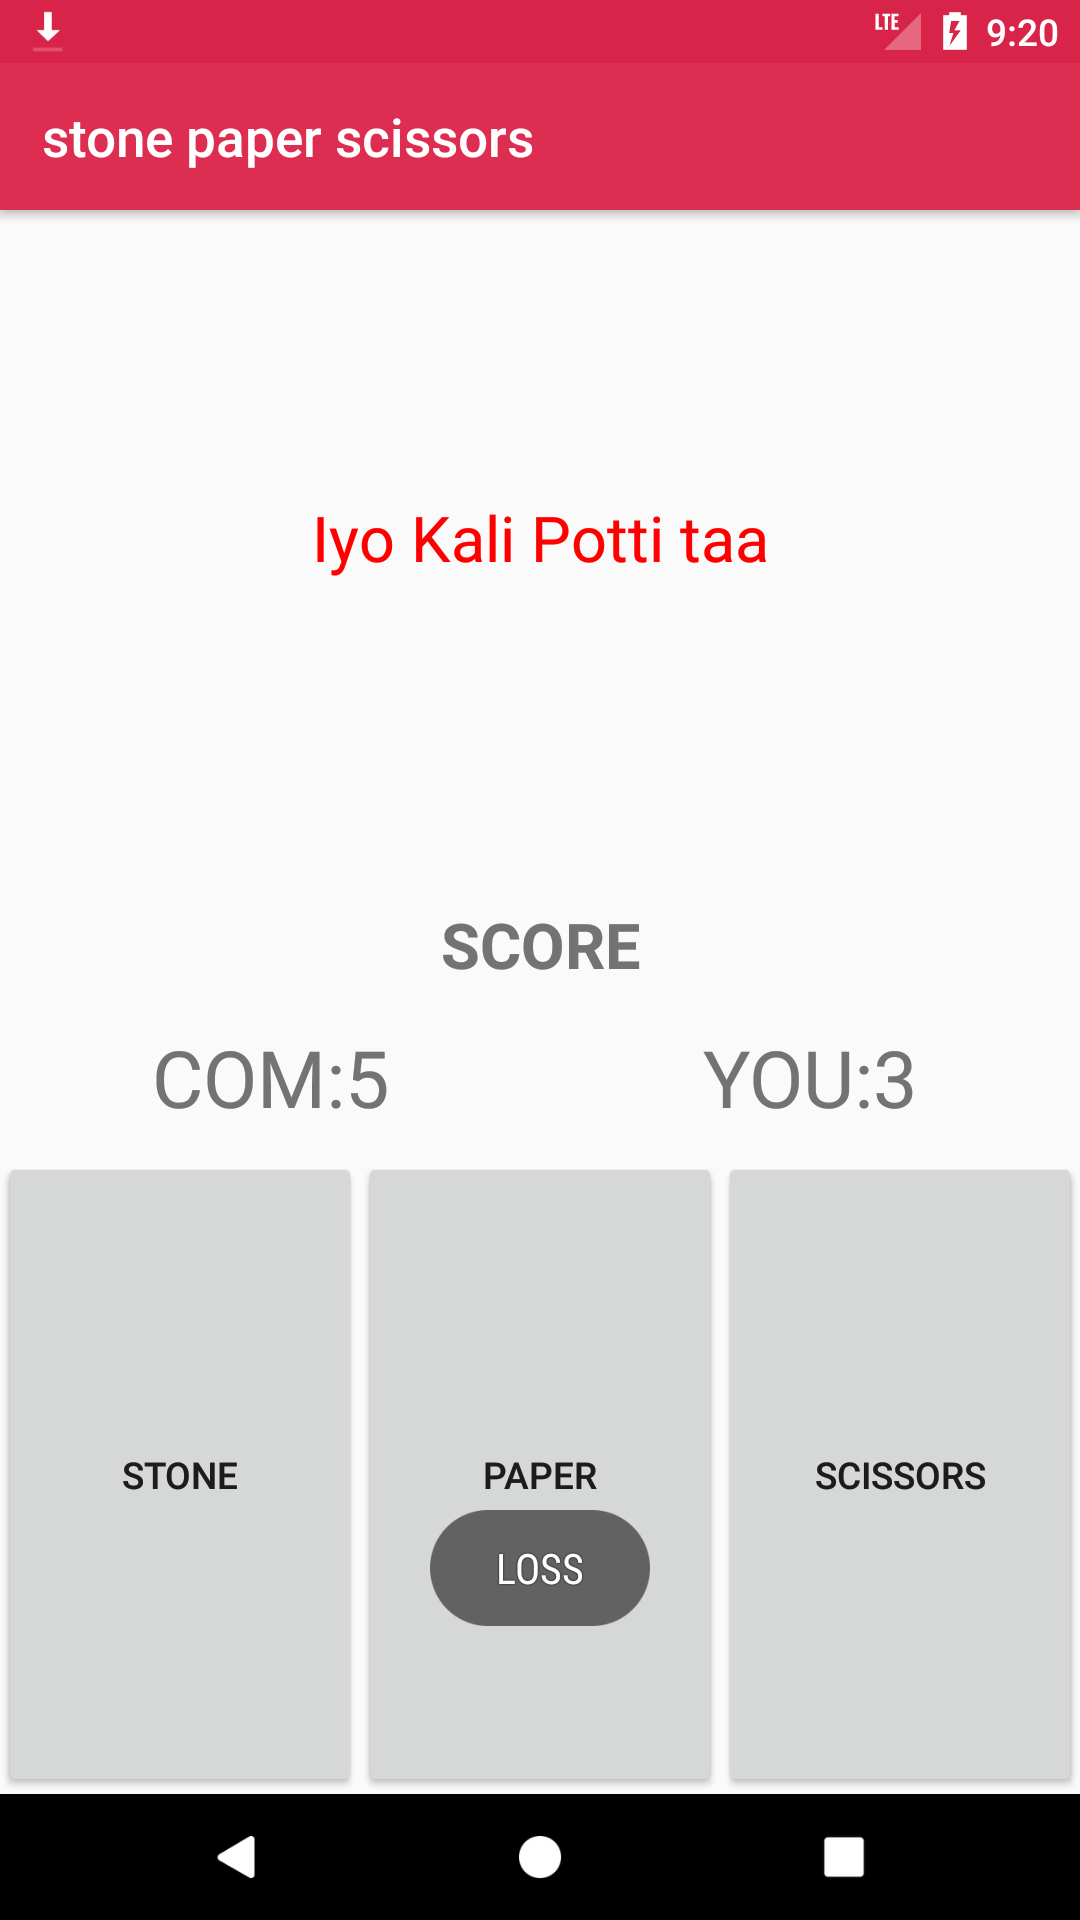 LTE 9:20
stone paper scissors
Iyo Kali Potti taa
SCORE
COM:5 YOU:3
STONE PAPER SCISSORS
LOSS